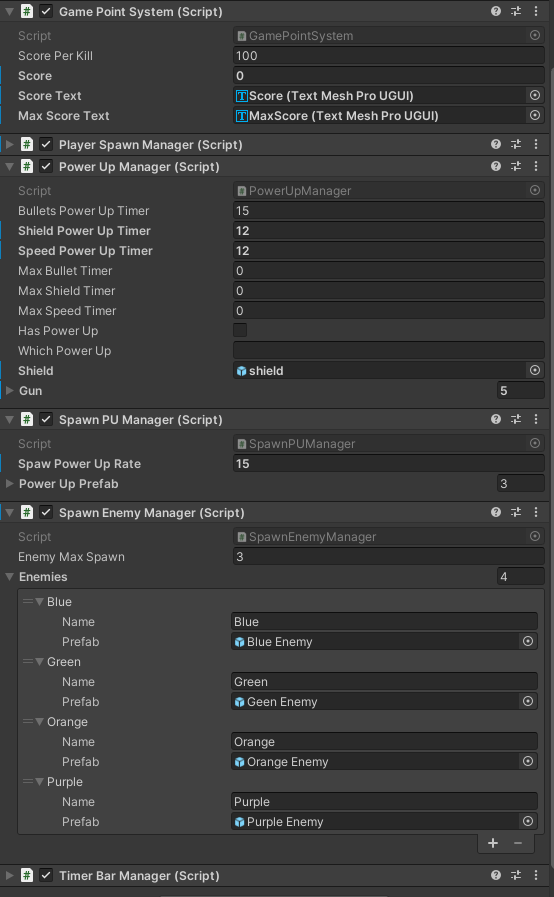 Game Point System (Script)
Script GamePointSystem
Score Per Kill 100
Score 0
Score Text Score (Text Mesh Pro UGUI)
Max Score Text MaxScore (Text Mesh Pro UGUI)
Player Spawn Manager (Script)
Power Up Manager (Script)
Script PowerUpManager
Bullets Power Up Timer 15
Shield Power Up Timer 12
Speed Power Up Timer 12
Max Bullet Timer 0
Max Shield Timer 0
Max Speed Timer 0
Has Power Up
Which Power Up
Shield shield
Gun 5
Spawn PU Manager (Script)
Script SpawnPUManager
Spaw Power Up Rate 15
Power Up Prefab 3
Spawn Enemy Manager (Script)
Script SpawnEnemyManager
Enemy Max Spawn 3
Enemies 4
Blue
Name Blue
Prefab Blue Enemy
Green
Name Green
Prefab Geen Enemy
Orange
Name Orange
Prefab Orange Enemy
Purple
Name Purple
Prefab Purple Enemy
Timer Bar Manager (Script)